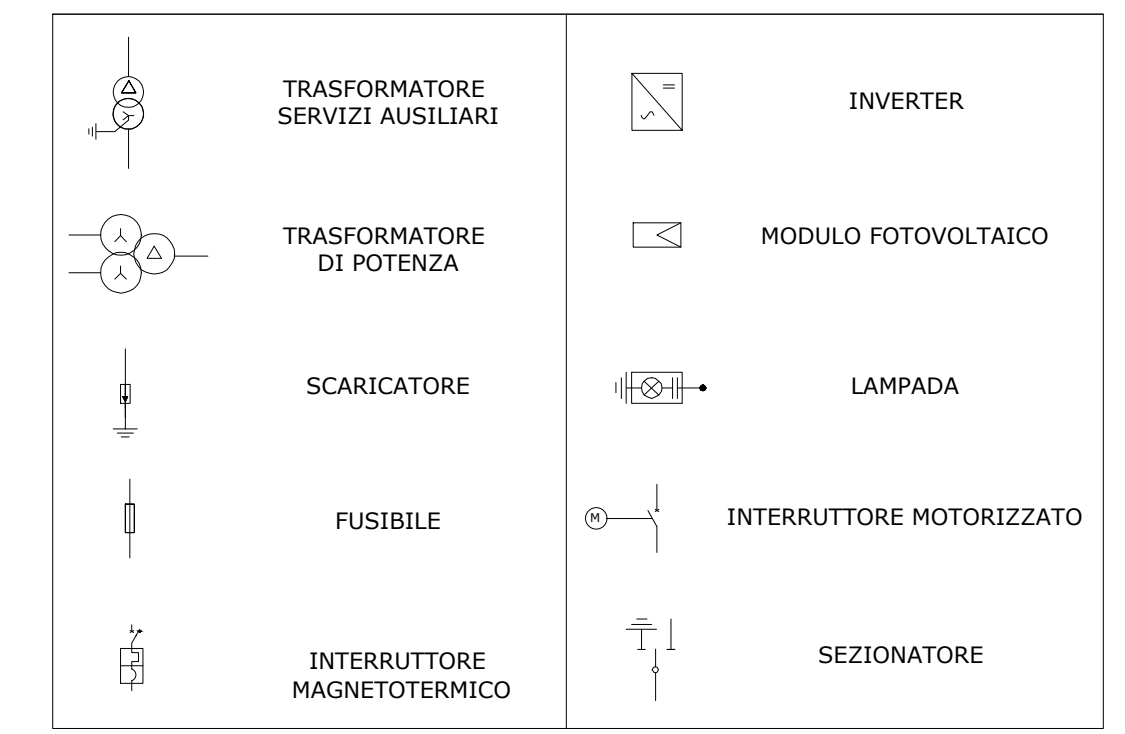 TRASFORMATORE
SERVIZI AUSILIARI
TRASFORMATORE
DI POTENZA
SCARICATORE
FUSIBILE
INTERRUTTORE
MAGNETOTERMICO
INVERTER
MODULO FOTOVOLTAICO
LAMPADA
M
INTERRUTTORE MOTORIZZATO
SEZIONATORE